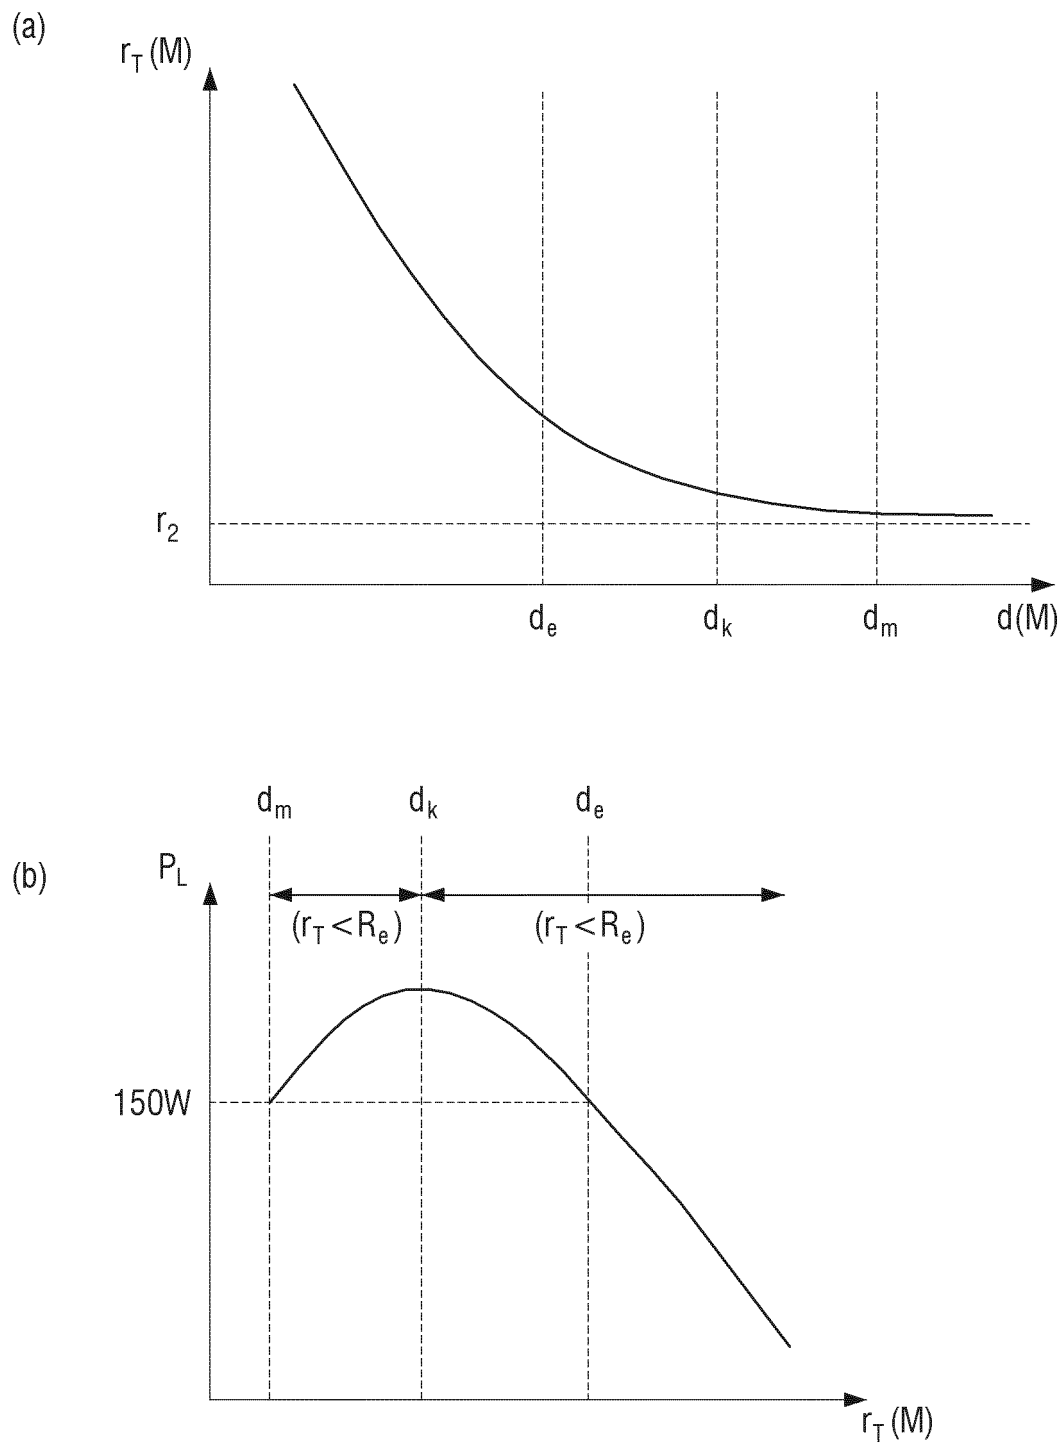 (a)
r_T (M)
r_2
d_e d_k d_m d(M)
d_m d_k d_e
(b)
P_L
(r_T < R_e) (r_T < R_e)
150W
r_T (M)